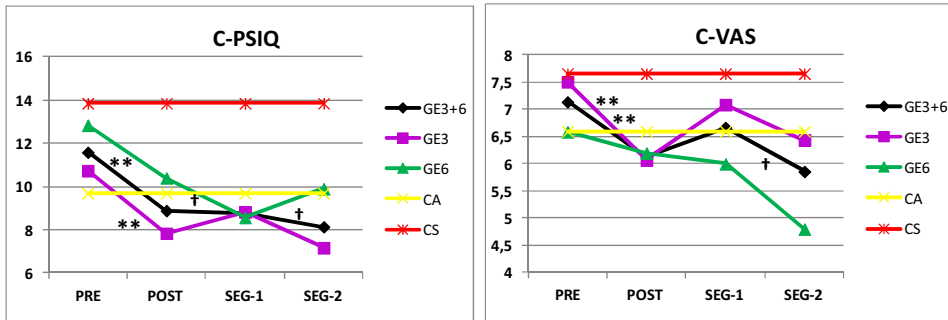 C-PSIQ
16
14
12
10
8
6
**
**
†
†
PRE POST SEG-1 SEG-2
GE3+6
GE3
GE6
CA
CS
C-VAS
8
7,5
7
6,5
6
5,5
5
4,5
4
**
**
†
PRE POST SEG-1 SEG-2
GE3+6
GE3
GE6
CA
CS